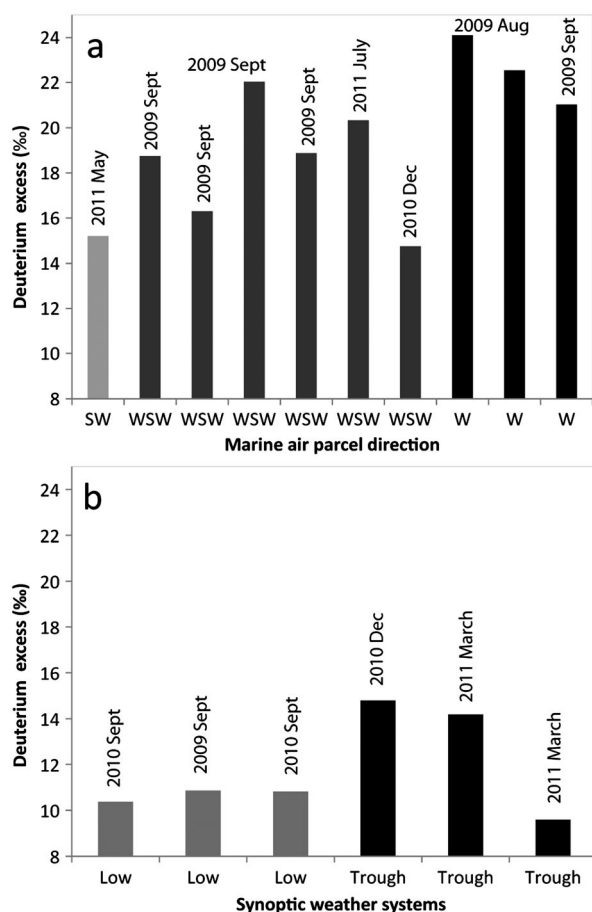 a
Deuterium excess (‰)
24
22
20
18
16
14
12
10
8
2011 May
2009 Sept
2009 Sept
2009 Sept
2009 Sept
2011 July
2010 Dec
2009 Aug
2009 Sept
SW WSW WSW WSW WSW WSW WSW W W W
Marine air parcel direction
b
Deuterium excess (‰)
24
22
20
18
16
14
12
10
8
2010 Sept
2009 Sept
2010 Sept
2010 Dec
2011 March
2011 March
Low Low Low Trough Trough Trough
Synoptic weather systems